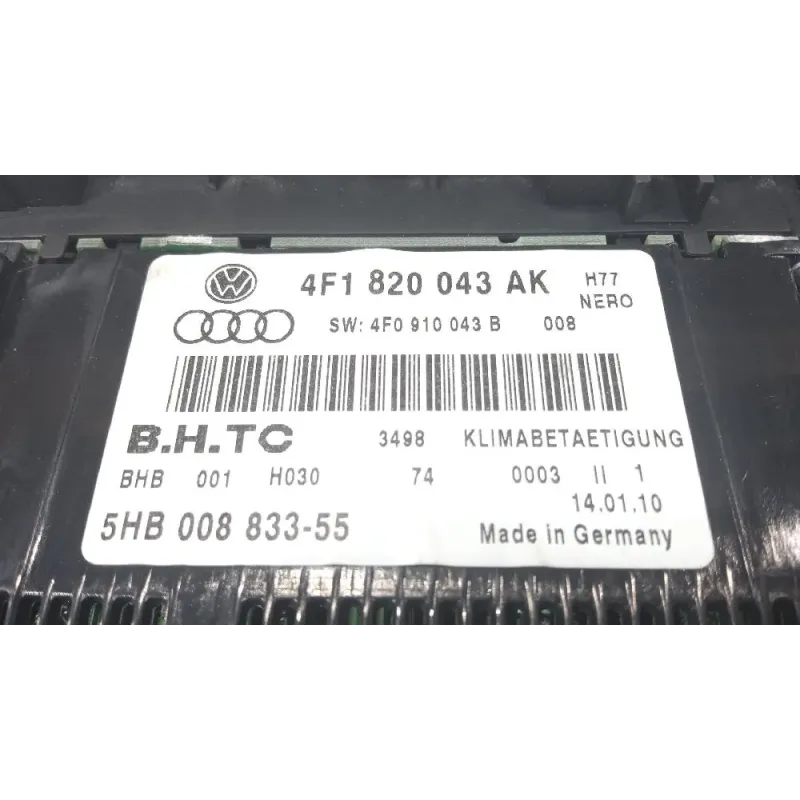 4F1 820 043 AK H77
NERO
SW: 4F0 910 043 B 008
B.H.TC 3498 KLIMABETAETIGUNG
BHB 001 H030 74 0003 II 1
14.01.10
5HB 008 833-55 Made in Germany